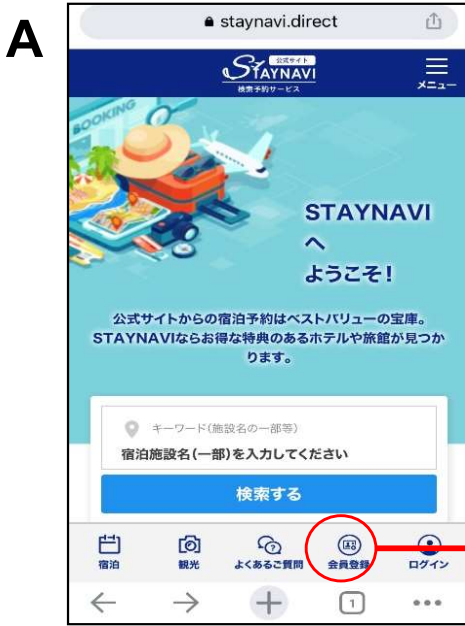 A
staynavi.direct
公式サイト
STAYNAVI
検索予約サービス
メニュー
BOOKING
STAYNAVI
へ
ようこそ!
公式サイトからの宿泊予約はベストバリューの宝庫。
STAYNAVIならお得な特典のあるホテルや旅館が見つか
ります。
キーワード(施設名の一部等)
宿泊施設名(一部)を入力してください
検索する
宿泊
観光
よくあるご質問
会員登録
ログイン
1